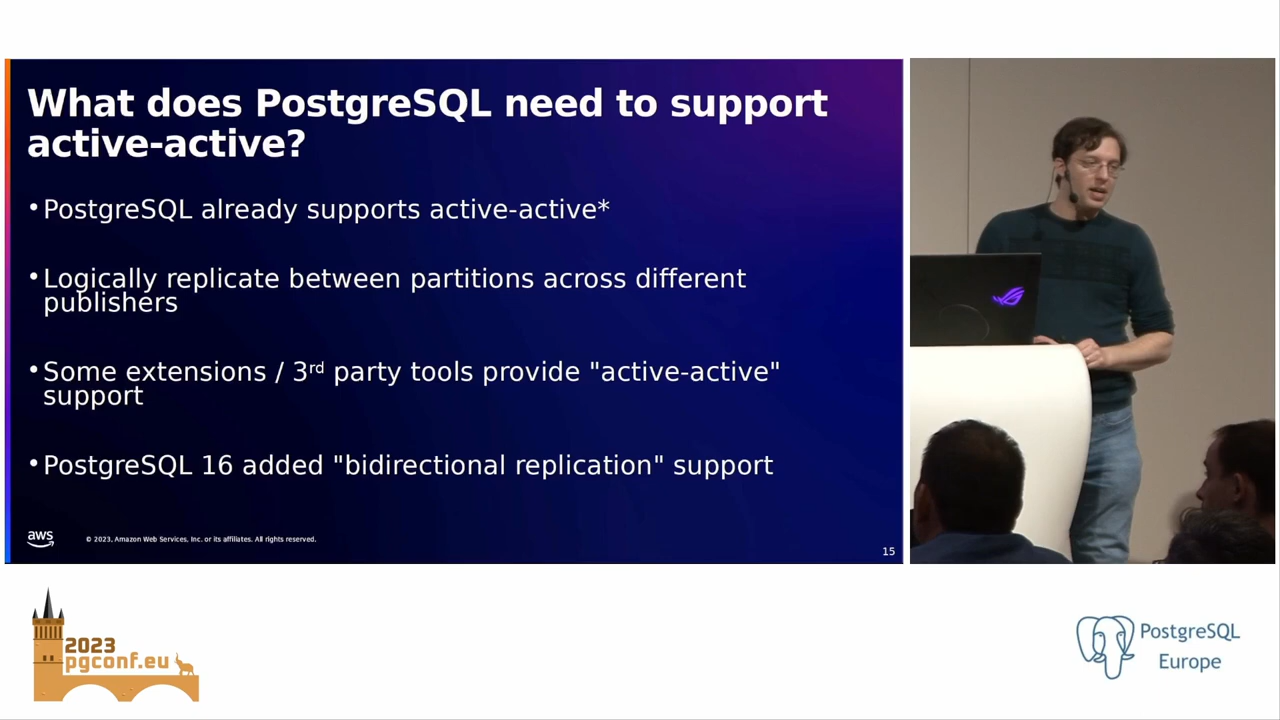 What does PostgreSQL need to support
active-active?
•PostgreSQL already supports active-active*
•Logically replicate between partitions across different
publishers
•Some extensions / 3rd party tools provide "active-active"
support
•PostgreSQL 16 added "bidirectional replication" support
aws
© 2023, Amazon Web Services, Inc. or its affiliates. All rights reserved.
15
2023
pgconf.eu
PostgreSQL
Europe